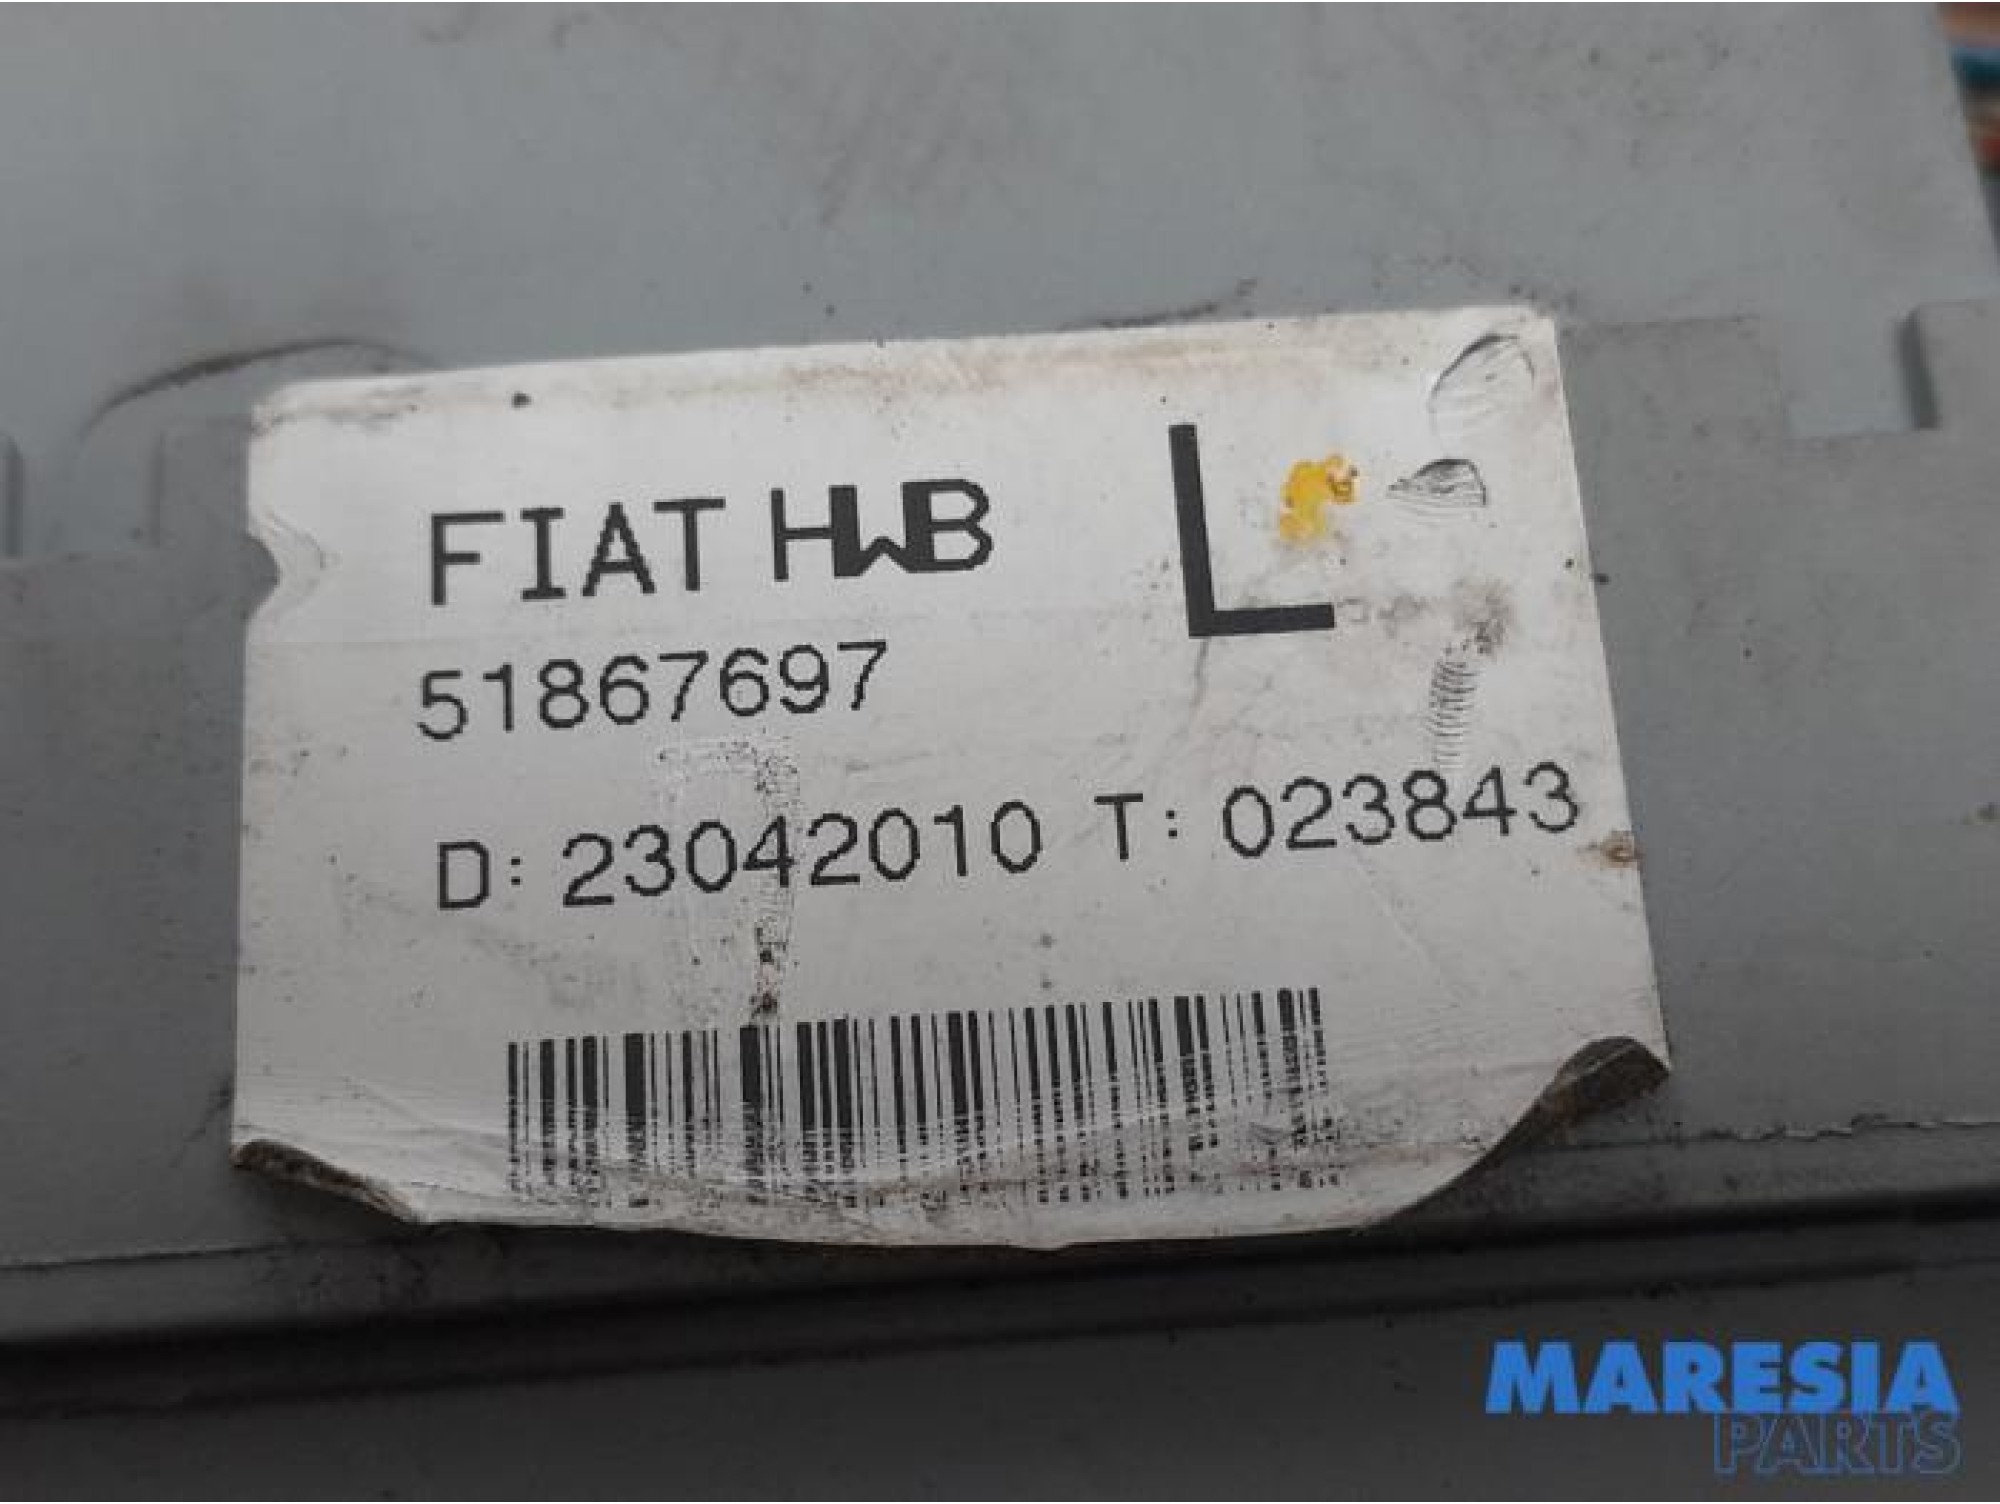 FIAT HWB L
51867697
D: 23042010 T: 023843
MARESIA
PARTS